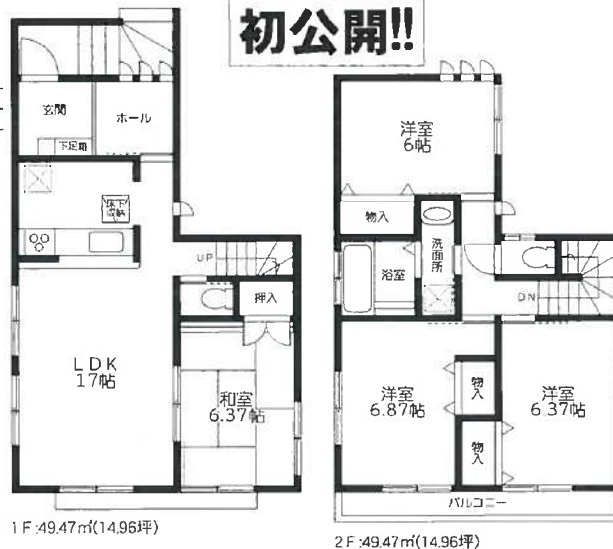 初公開!!
玄関
ホール
下足箱
床下
収納
UP
押入
LDK
17帖
和室
6.37帖
1F:49.47㎡(14.96坪)
洋室
6帖
物入
洗面所
浴室
DN
洋室
6.87帖
物入
物入
洋室
6.37帖
バルコニー
2F:49.47㎡(14.96坪)